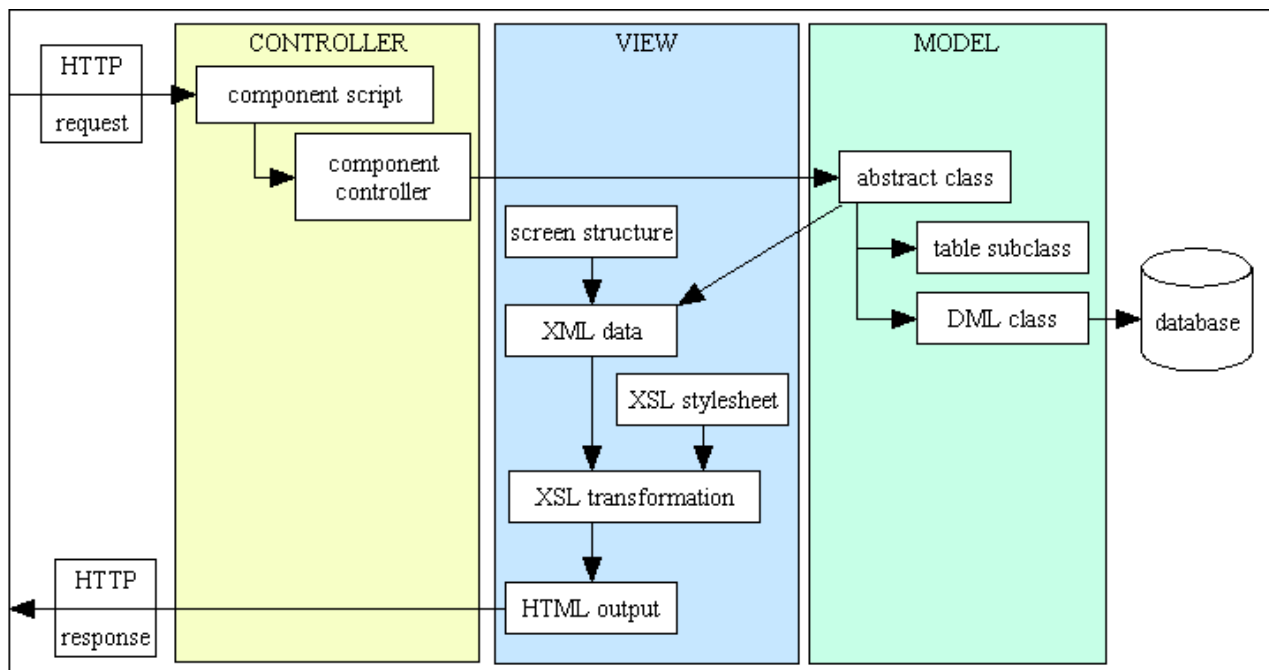 CONTROLLER
VIEW
MODEL
HTTP
request
component script
component
controller
abstract class
screen structure
table subclass
XML data
DML class
database
XSL stylesheet
XSL transformation
HTTP
response
HTML output